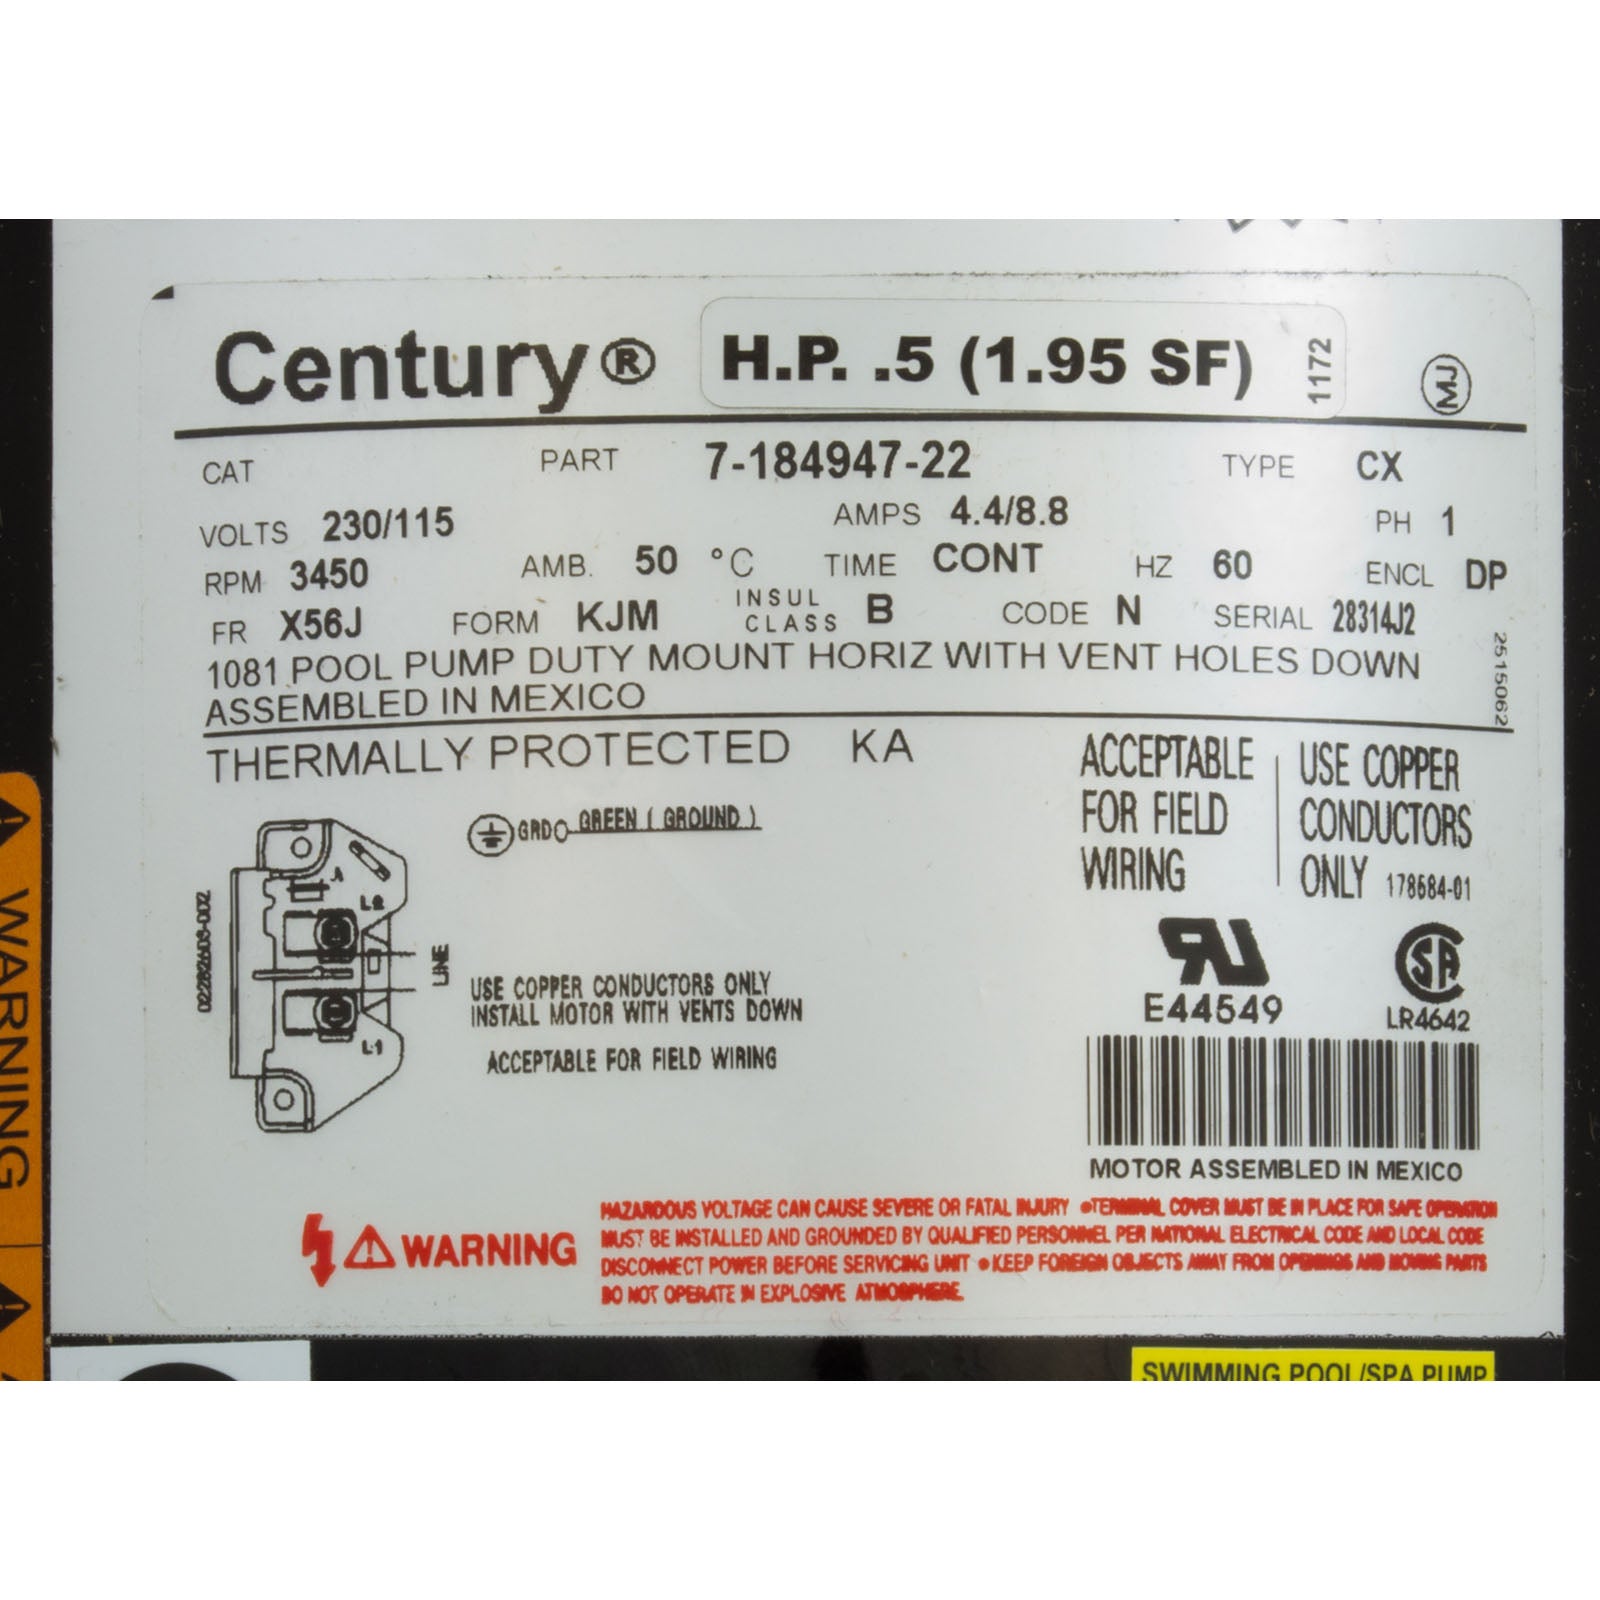 Century® H.P. .5 (1.95 SF) 1172 MJ
CAT PART 7-184947-22 TYPE CX
VOLTS 230/115 AMPS 4.4/8.8 PH 1
RPM 3450 AMB. 50 °C TIME CONT HZ 60 ENCL DP
FR X56J FORM KJM INSUL CLASS B CODE N SERIAL 28314J2
1081 POOL PUMP DUTY MOUNT HORIZ WITH VENT HOLES DOWN
ASSEMBLED IN MEXICO
2515062
THERMALLY PROTECTED KA
ACCEPTABLE
FOR FIELD
WIRING
USE COPPER
CONDUCTORS
ONLY 178684-01
GRD GREEN ( GROUND )
A
L2
LINE
L1
USE COPPER CONDUCTORS ONLY
INSTALL MOTOR WITH VENTS DOWN
ACCEPTABLE FOR FIELD WIRING
E44549
SA
LR4642
MOTOR ASSEMBLED IN MEXICO
WARNING
HAZARDOUS VOLTAGE CAN CAUSE SEVERE OR FATAL INJURY •TERMINAL COVER MUST BE IN PLACE FOR SAFE OPERATION
MUST BE INSTALLED AND GROUNDED BY QUALIFIED PERSONNEL PER NATIONAL ELECTRICAL CODE AND LOCAL CODE
DISCONNECT POWER BEFORE SERVICING UNIT •KEEP FOREIGN OBJECTS AWAY FROM OPENINGS AND MOVING PARTS
DO NOT OPERATE IN EXPLOSIVE ATMOSPHERE.
WARNING
SWIMMING POOL/SPA PUMP